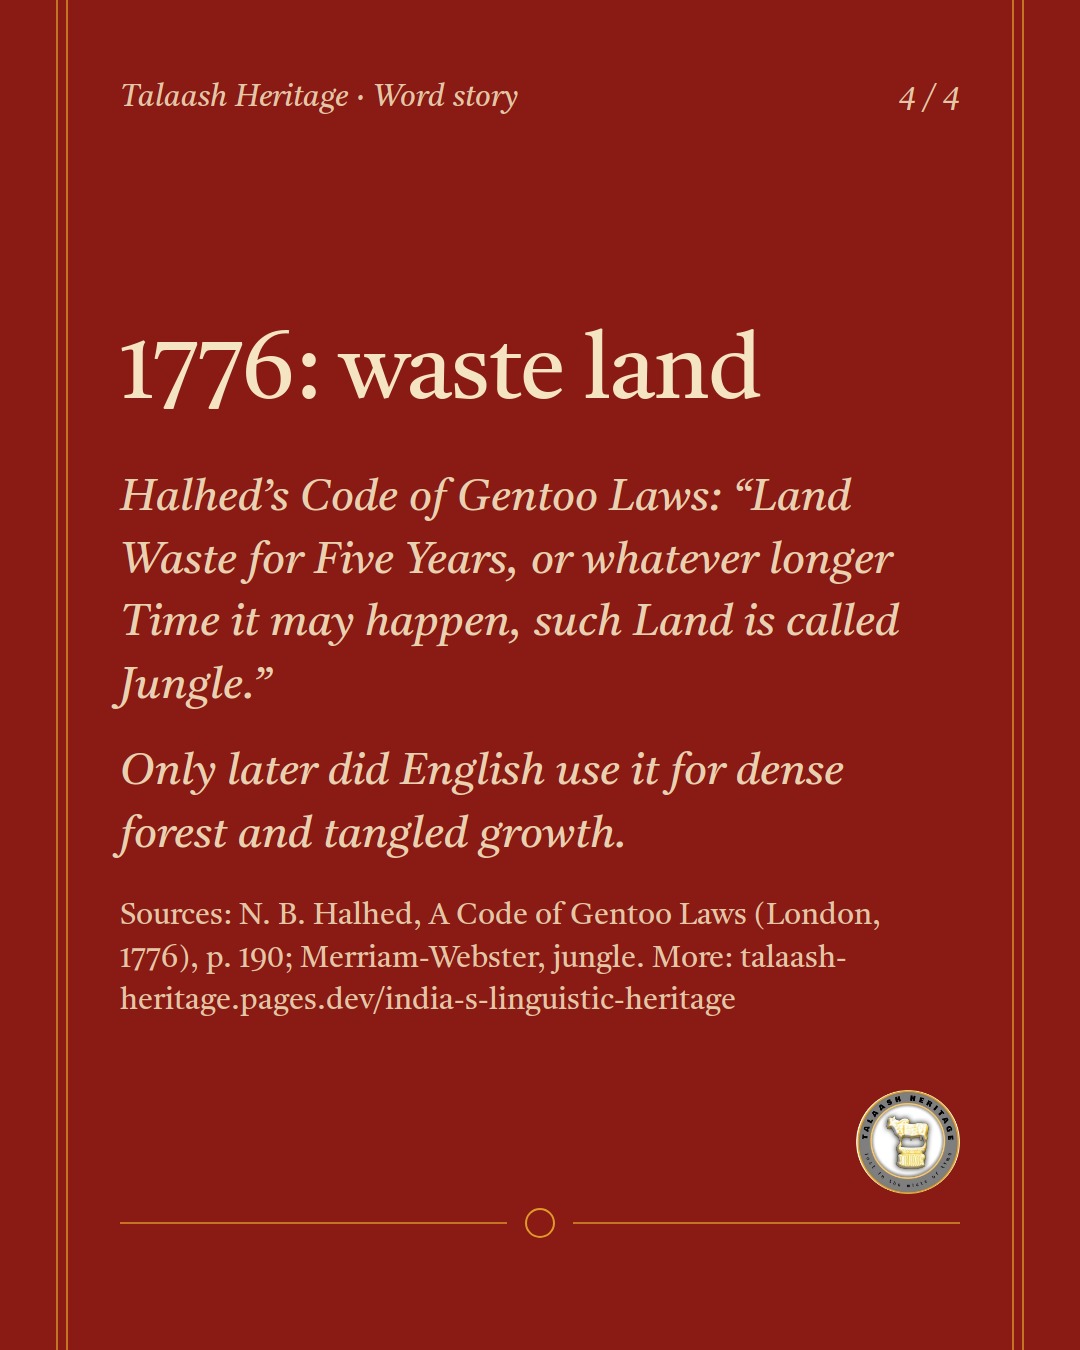 Talaash Heritage · Word story
4 / 4
1776: waste land
Halhed’s Code of Gentoo Laws: “Land
Waste for Five Years, or whatever longer
Time it may happen, such Land is called
Jungle.”
Only later did English use it for dense
forest and tangled growth.
Sources: N. B. Halhed, A Code of Gentoo Laws (London,
1776), p. 190; Merriam-Webster, jungle. More: talaash-
heritage.pages.dev/india-s-linguistic-heritage
TALAASH HERITAGE